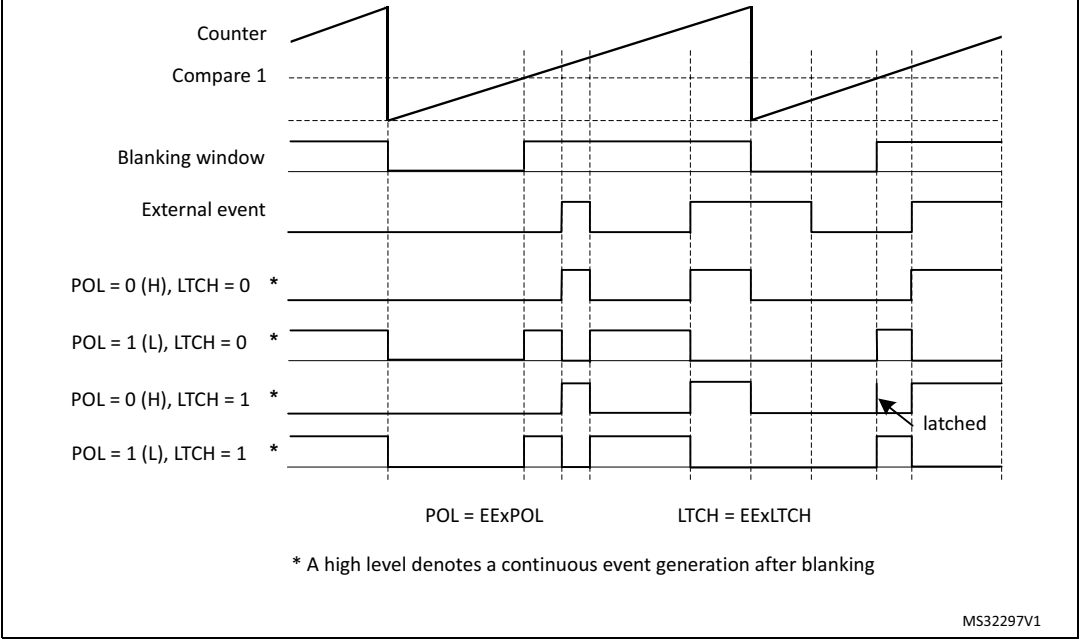 Counter
Compare 1
Blanking window
External event
POL = 0 (H), LTCH = 0 *
POL = 1 (L), LTCH = 0 *
POL = 0 (H), LTCH = 1 *
latched
POL = 1 (L), LTCH = 1 *
POL = EExPOL LTCH = EExLTCH
* A high level denotes a continuous event generation after blanking
MS32297V1